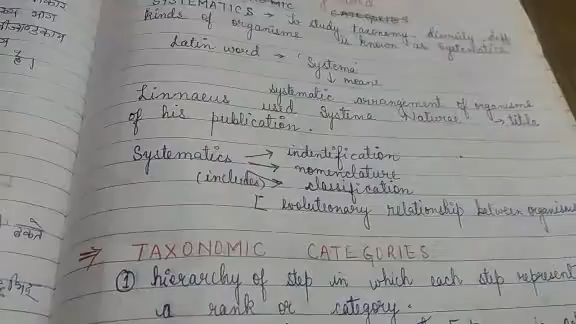 SYSTEMATICS → To study taxonomy, diversity, diff
kinds of organisms is known as systematics
Latin word → 'Systema
↓ means
systematic arrangement of organisms
Linnaeus used Systema Naturae → title
of his publication.
Systematics → indentification
→ nomenclature
(includes) → classification
[ evolutionary relationship between organisms
⇒ TAXONOMIC CATEGORIES
① hierarchy of step in which each step represent
a rank or category.